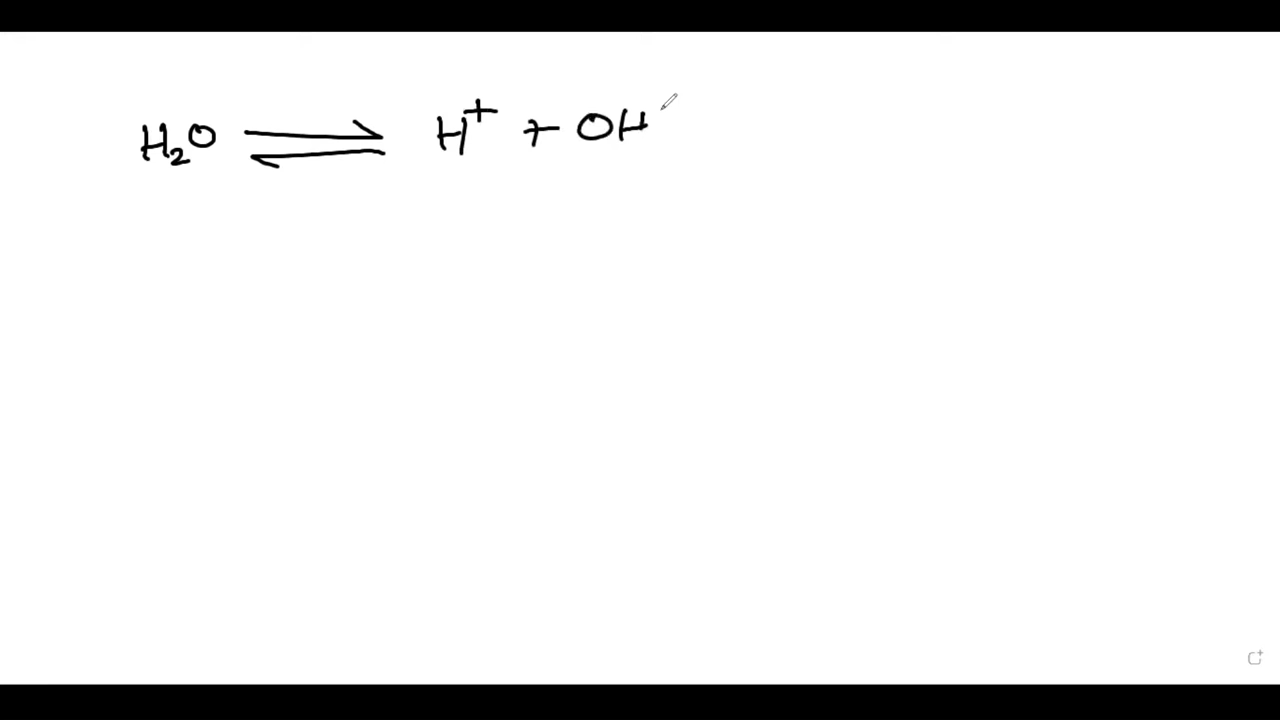 H₂O ⇌ H⁺ + OH